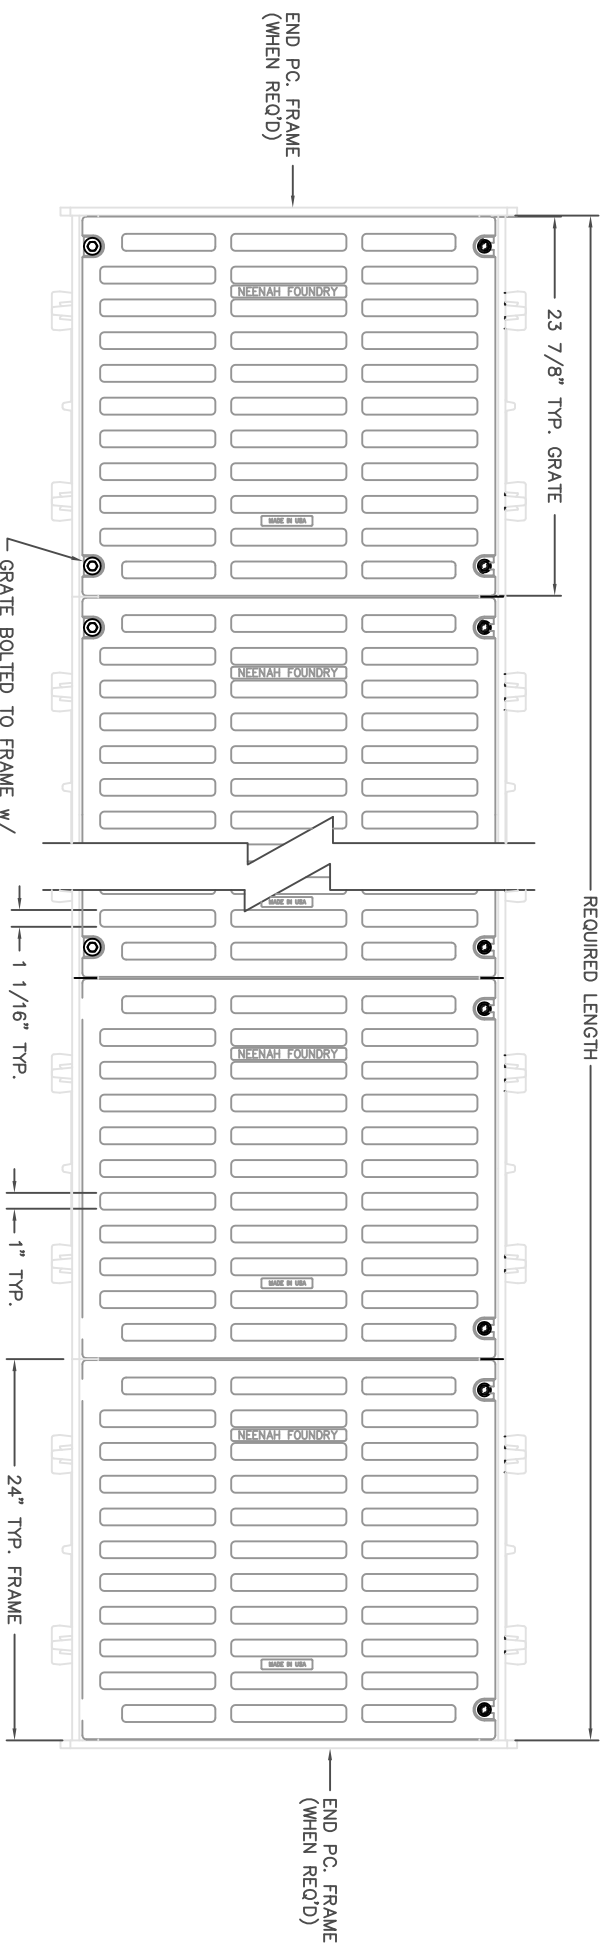 END PC. FRAME
(WHEN REQ'D)
REQUIRED LENGTH
23 7/8" TYP. GRATE
NEENAH FOUNDRY
MADE IN USA
NEENAH FOUNDRY
MADE IN USA
NEENAH FOUNDRY
MADE IN USA
NEENAH FOUNDRY
MADE IN USA
GRATE BOLTED TO FRAME w/
1 1/16" TYP.
1" TYP.
24" TYP. FRAME
END PC. FRAME
(WHEN REQ'D)